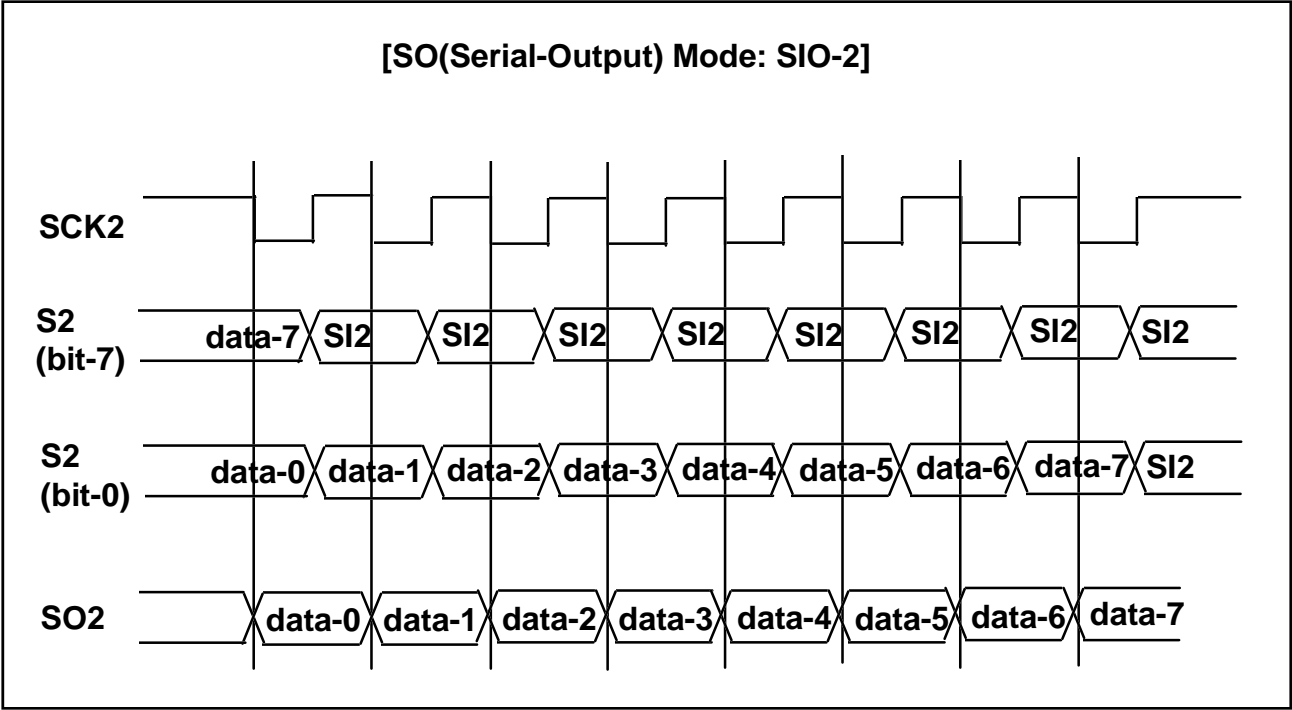 [SO(Serial-Output) Mode: SIO-2]
SCK2
S2
(bit-7)
data-7 SI2 SI2 SI2 SI2 SI2 SI2 SI2 SI2
S2
(bit-0)
data-0 data-1 data-2 data-3 data-4 data-5 data-6 data-7 SI2
SO2 data-0 data-1 data-2 data-3 data-4 data-5 data-6 data-7